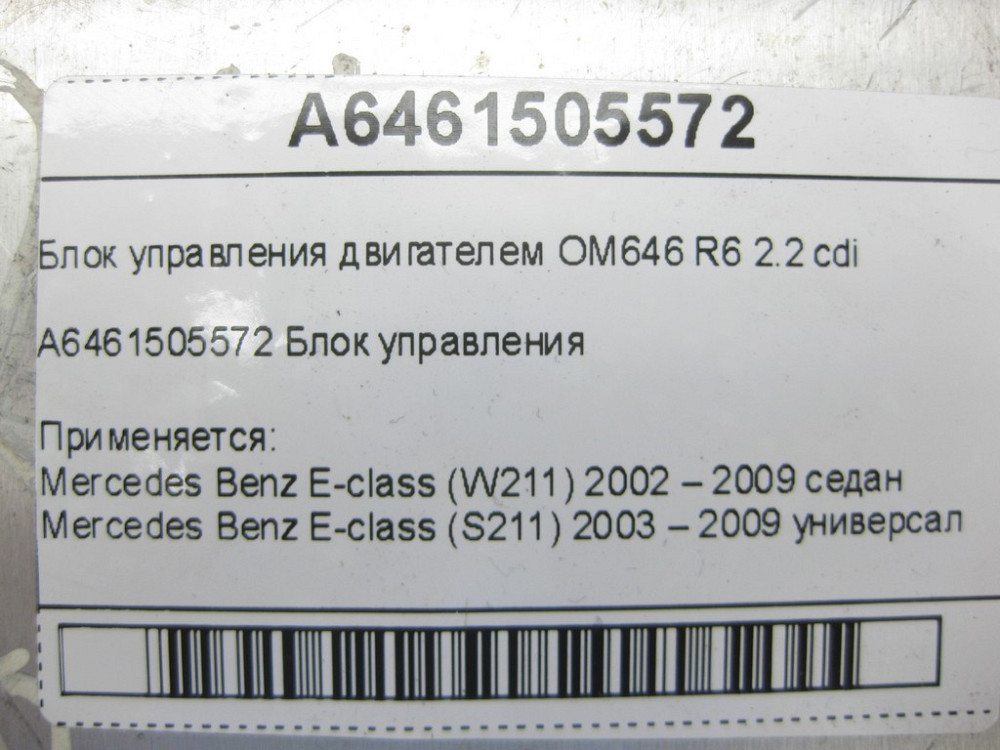 A6461505572
Блок управления двигателем OM646 R6 2.2 cdi
A6461505572 Блок управления
Применяется:
Mercedes Benz E-class (W211) 2002 – 2009 седан
Mercedes Benz E-class (S211) 2003 – 2009 универсал